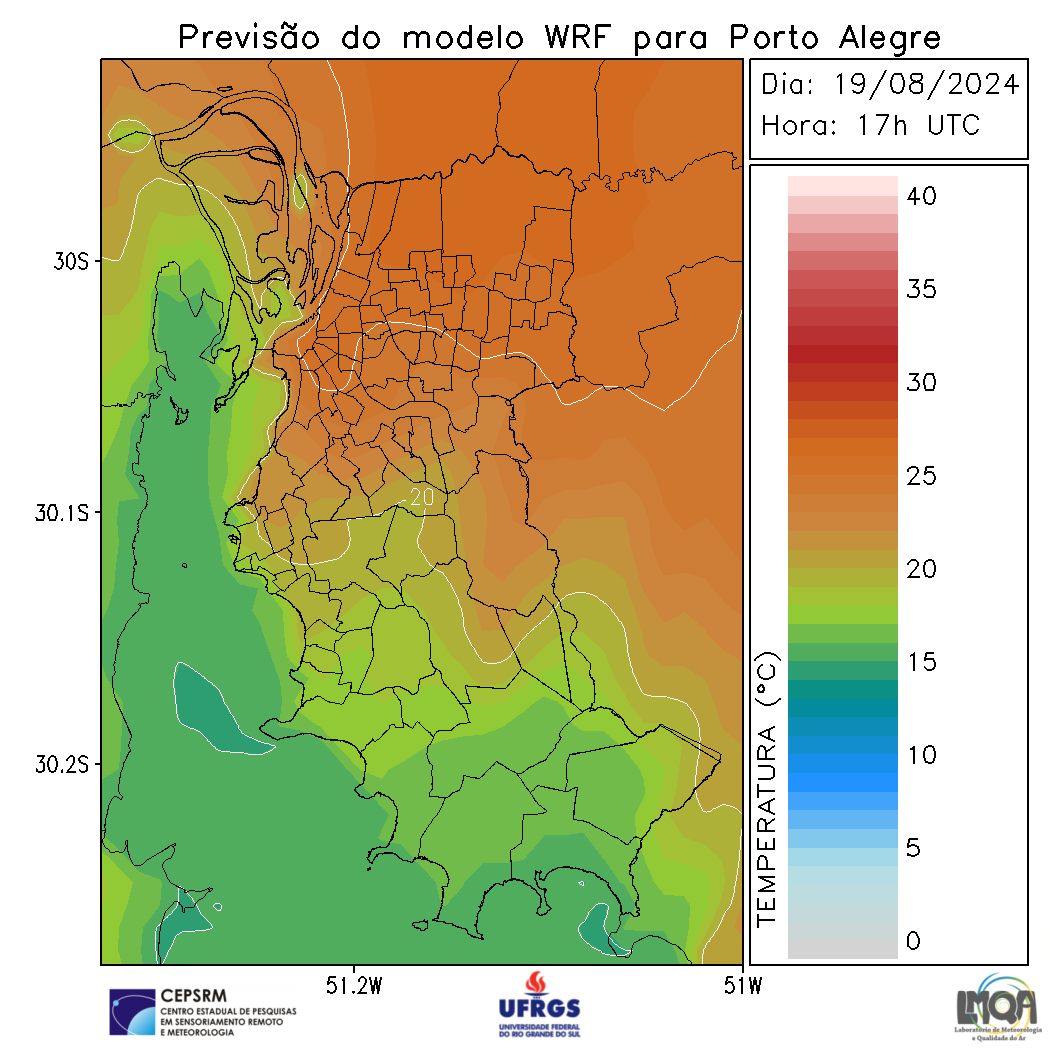 Previsão do modelo WRF para Porto Alegre
Dia: 19/08/2024
Hora: 17h UTC
40
35
30
25
20
15
10
5
0
TEMPERATURA (°C)
30S
30.1S
30.2S
20
51.2W
51W
CEPSRM
CENTRO ESTADUAL DE PESQUISAS
EM SENSORIAMENTO REMOTO
E METEOROLOGIA
UFRGS
UNIVERSIDADE FEDERAL
DO RIO GRANDE DO SUL
LMQA
Laboratório de Meteorologia
e Qualidade do Ar